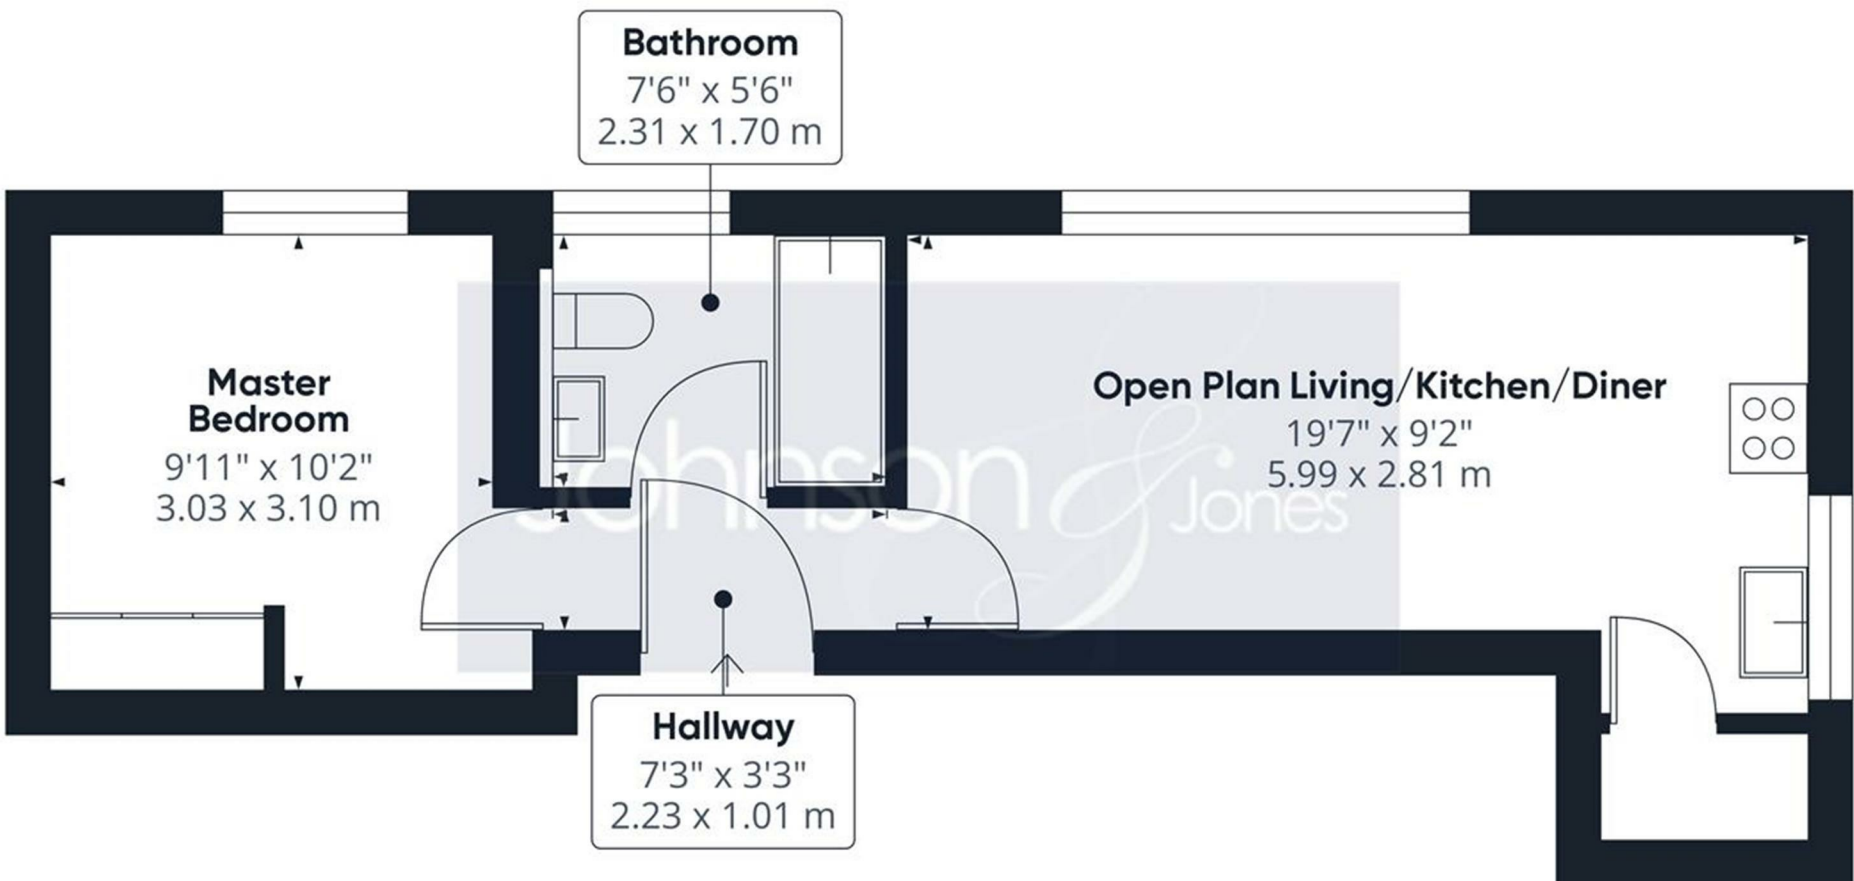 Bathroom
7'6" x 5'6"
2.31 x 1.70 m
Master
Bedroom
9'11" x 10'2"
3.03 x 3.10 m
Open Plan Living/Kitchen/Diner
19'7" x 9'2"
5.99 x 2.81 m
Johnson & Jones
Hallway
7'3" x 3'3"
2.23 x 1.01 m